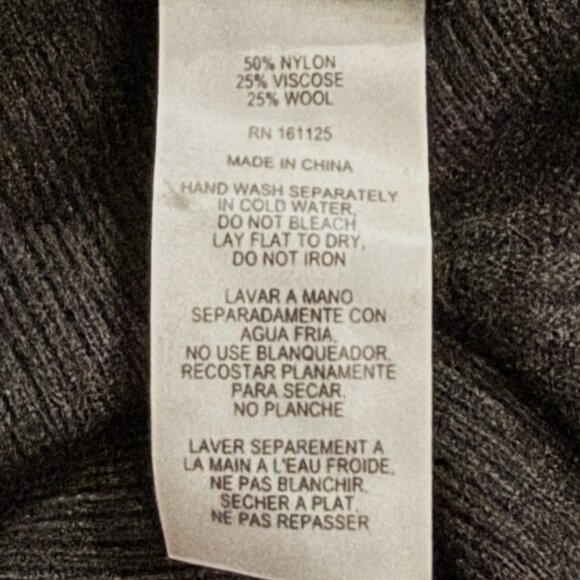 50% NYLON
25% VISCOSE
25% WOOL
RN 161125
MADE IN CHINA
HAND WASH SEPARATELY
IN COLD WATER,
DO NOT BLEACH,
LAY FLAT TO DRY,
DO NOT IRON
LAVAR A MANO
SEPARADAMENTE CON
AGUA FRIA.
NO USE BLANQUEADOR.
RECOSTAR PLANAMENTE
PARA SECAR.
NO PLANCHE
LAVER SEPAREMENT A
LA MAIN A L'EAU FROIDE,
NE PAS BLANCHIR.
SECHER A PLAT.
NE PAS REPASSER